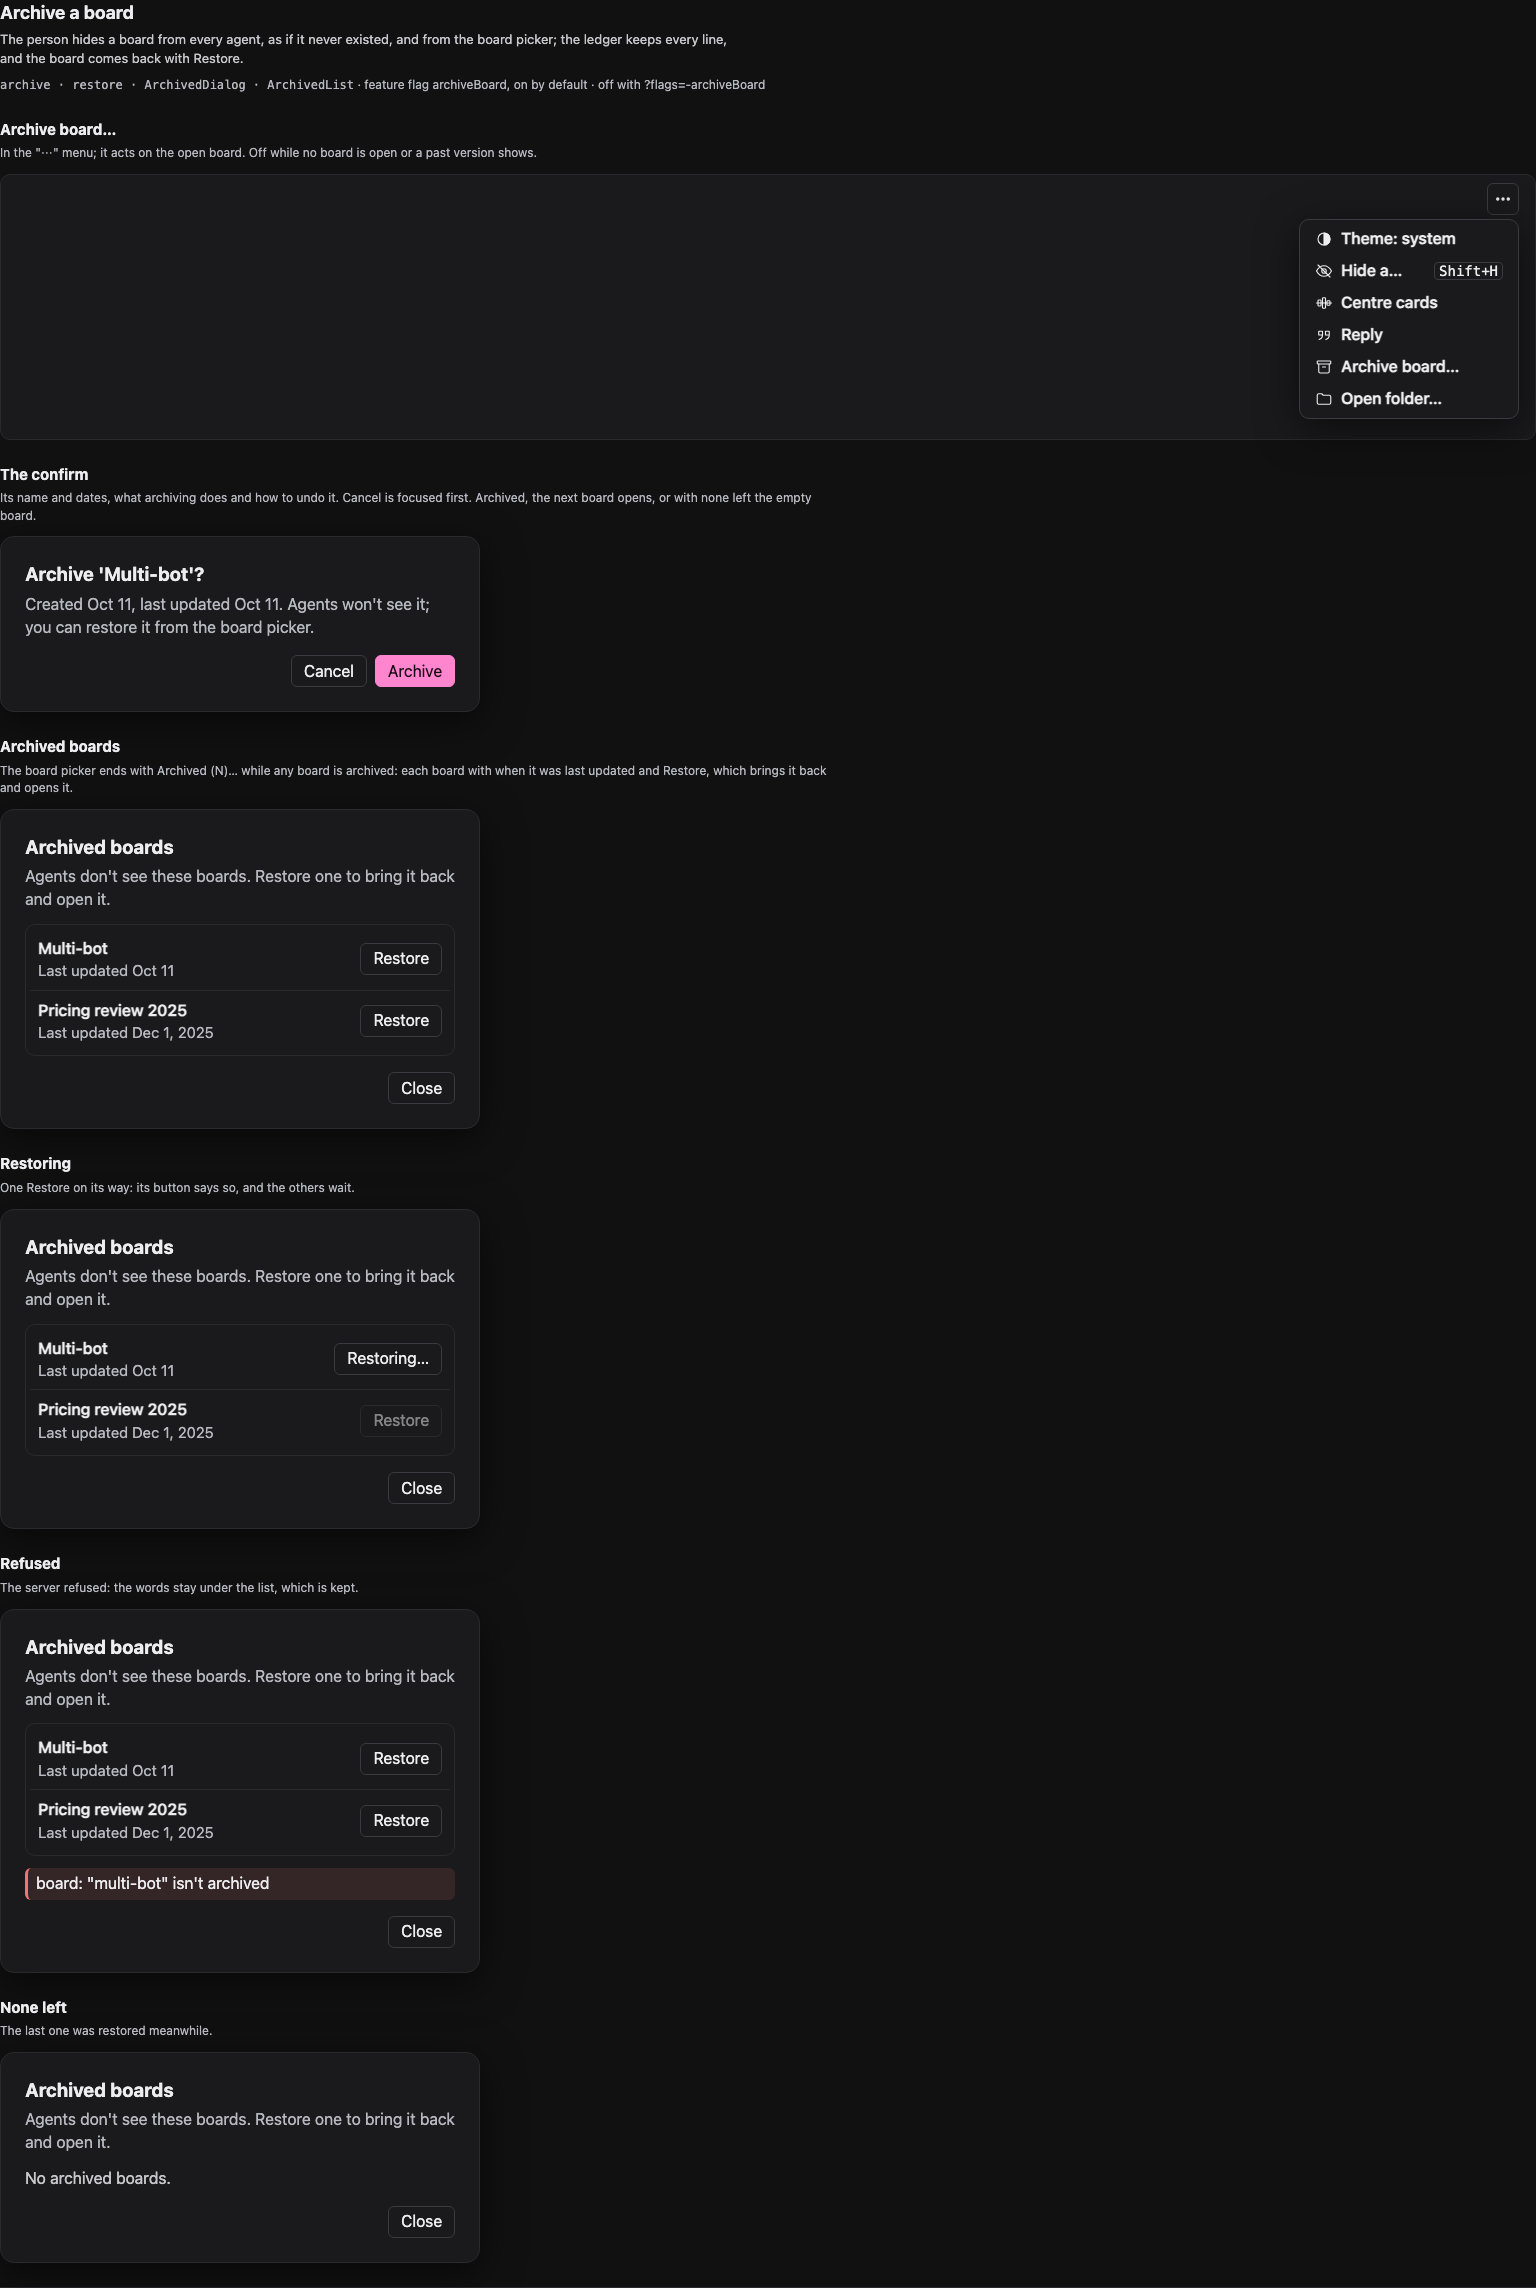 Archive a board
The person hides a board from every agent, as if it never existed, and from the board picker; the ledger keeps every line,
and the board comes back with Restore.
archive · restore · ArchivedDialog · ArchivedList · feature flag archiveBoard, on by default · off with ?flags=-archiveBoard
Archive board...
In the "···" menu; it acts on the open board. Off while no board is open or a past version shows.
Theme: system
Hide a... Shift+H
Centre cards
Reply
Archive board...
Open folder...
The confirm
Its name and dates, what archiving does and how to undo it. Cancel is focused first. Archived, the next board opens, or with none left the empty
board.
Archive 'Multi-bot'?
Created Oct 11, last updated Oct 11. Agents won't see it;
you can restore it from the board picker.
Cancel Archive
Archived boards
The board picker ends with Archived (N)... while any board is archived: each board with when it was last updated and Restore, which brings it back
and opens it.
Archived boards
Agents don't see these boards. Restore one to bring it back
and open it.
Multi-bot
Last updated Oct 11
Restore
Pricing review 2025
Last updated Dec 1, 2025
Restore
Close
Restoring
One Restore on its way: its button says so, and the others wait.
Archived boards
Agents don't see these boards. Restore one to bring it back
and open it.
Multi-bot
Last updated Oct 11
Restoring...
Pricing review 2025
Last updated Dec 1, 2025
Restore
Close
Refused
The server refused: the words stay under the list, which is kept.
Archived boards
Agents don't see these boards. Restore one to bring it back
and open it.
Multi-bot
Last updated Oct 11
Restore
Pricing review 2025
Last updated Dec 1, 2025
Restore
board: "multi-bot" isn't archived
Close
None left
The last one was restored meanwhile.
Archived boards
Agents don't see these boards. Restore one to bring it back
and open it.
No archived boards.
Close